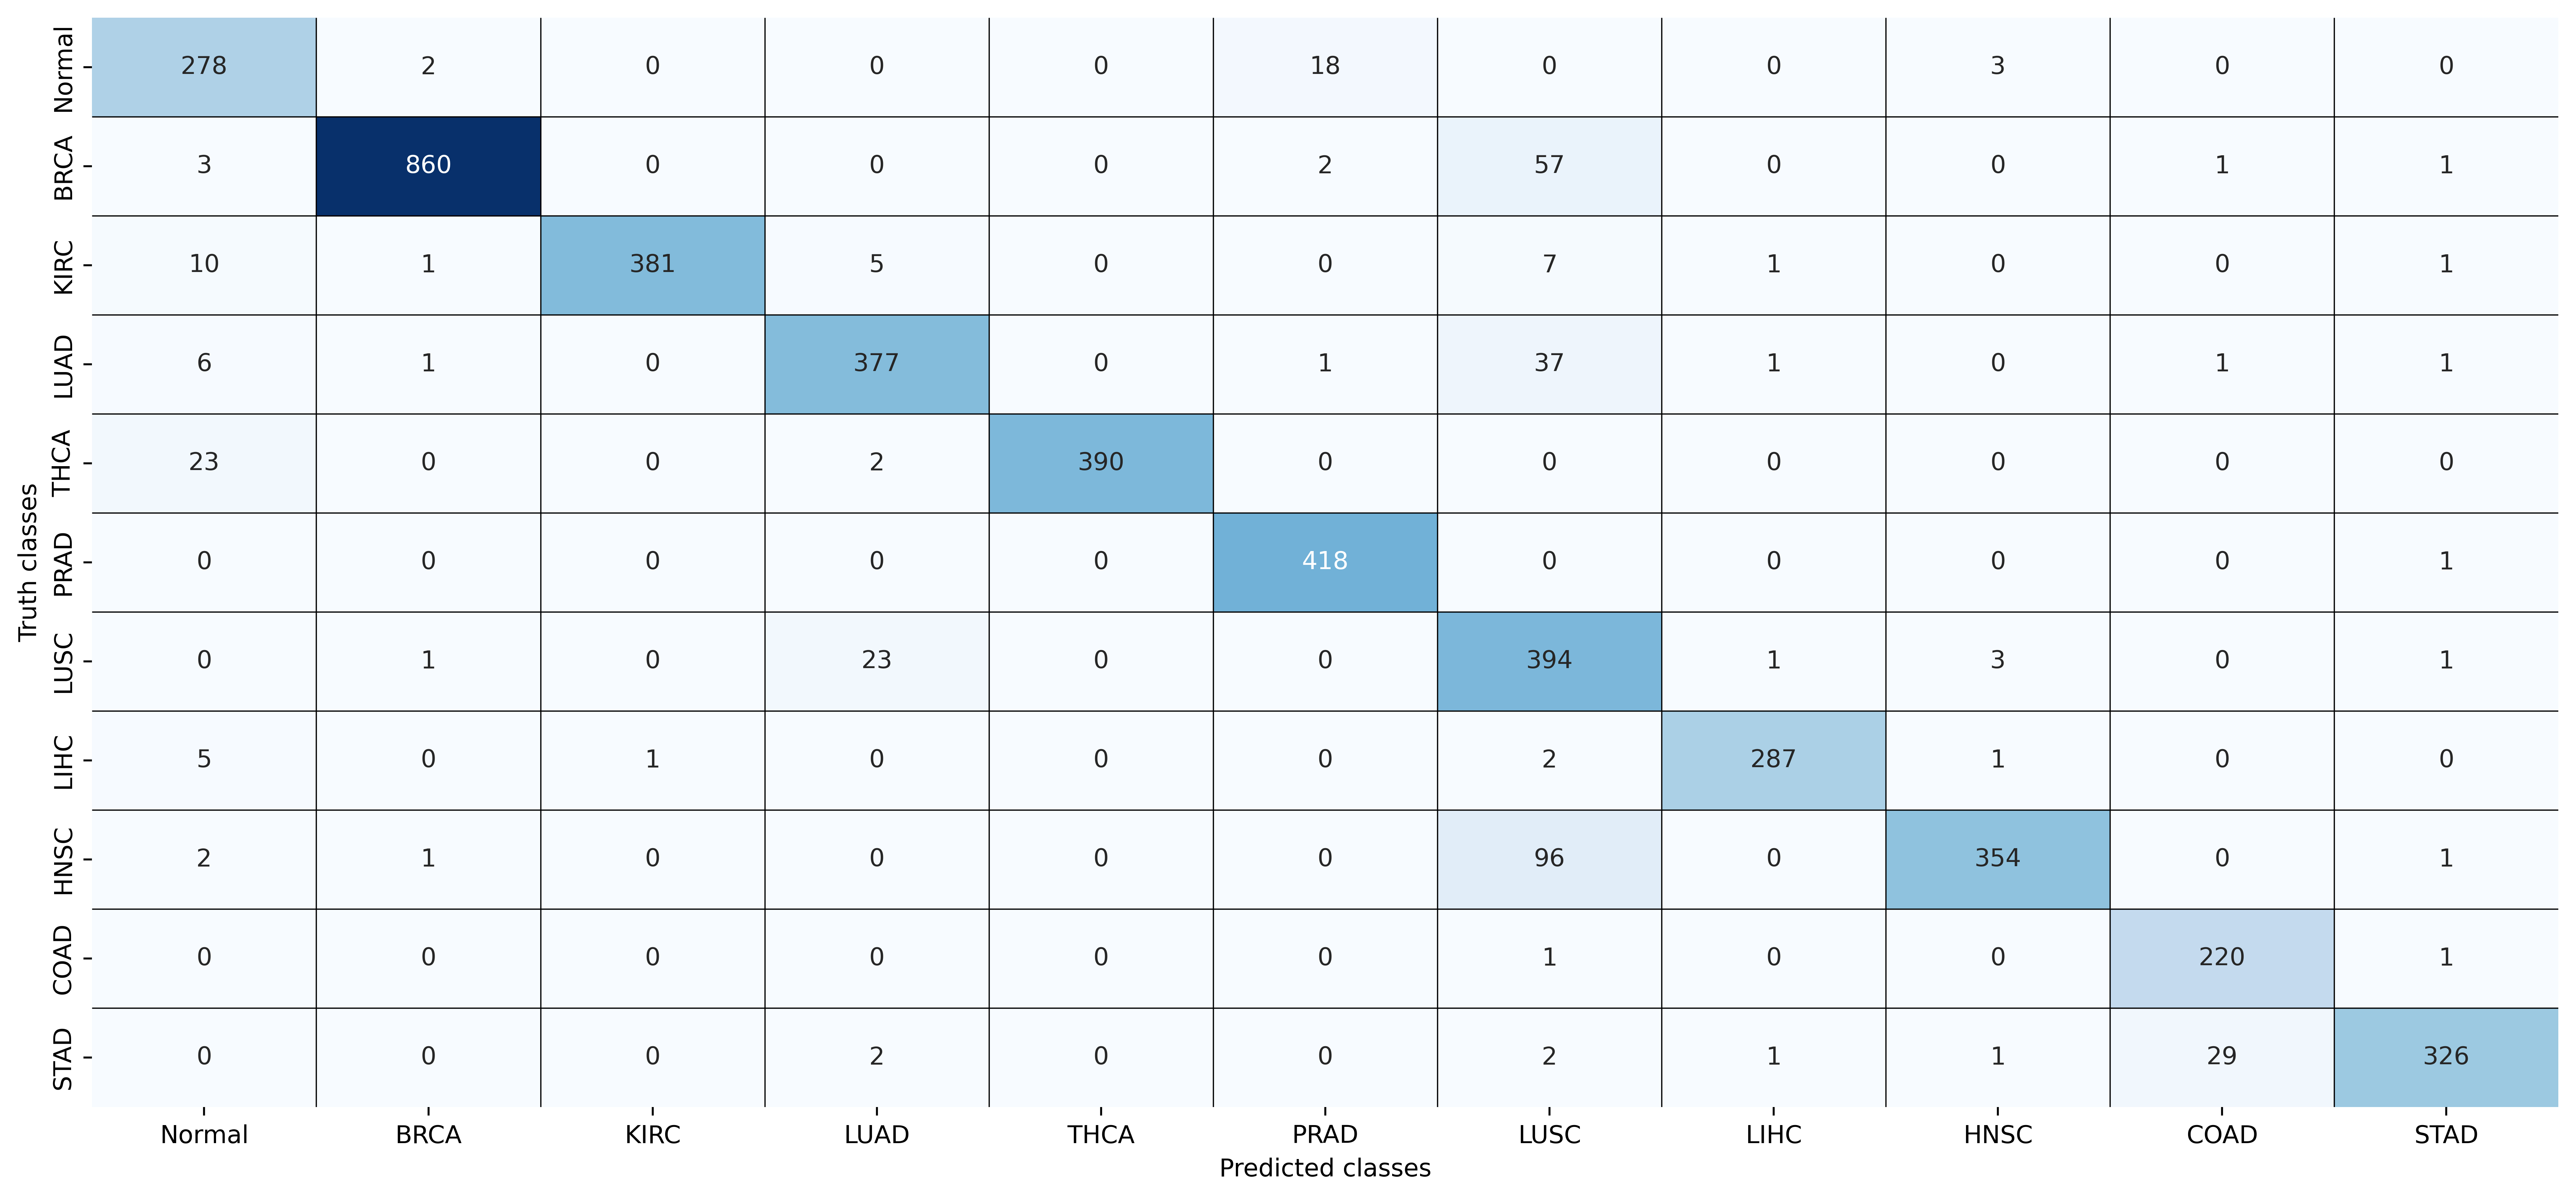 Truth classes
Normal 278 2 0 0 0 18 0 0 3 0 0
BRCA 3 860 0 0 0 2 57 0 0 1 1
KIRC 10 1 381 5 0 0 7 1 0 0 1
LUAD 6 1 0 377 0 1 37 1 0 1 1
THCA 23 0 0 2 390 0 0 0 0 0 0
PRAD 0 0 0 0 0 418 0 0 0 0 1
LUSC 0 1 0 23 0 0 394 1 3 0 1
LIHC 5 0 1 0 0 0 2 287 1 0 0
HNSC 2 1 0 0 0 0 96 0 354 0 1
COAD 0 0 0 0 0 0 1 0 0 220 1
STAD 0 0 0 2 0 0 2 1 1 29 326
Normal BRCA KIRC LUAD THCA PRAD LUSC LIHC HNSC COAD STAD
Predicted classes